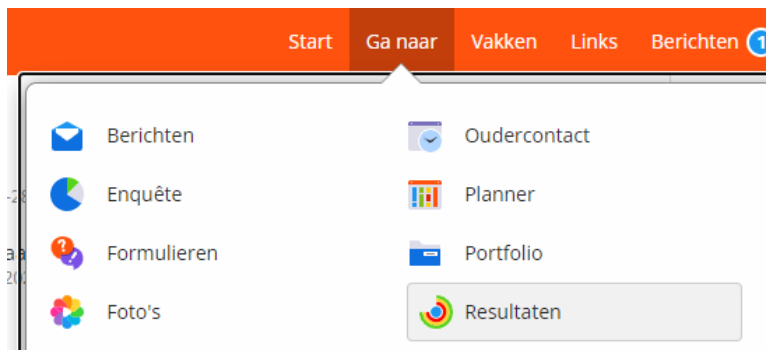 Start Ga naar Vakken Links Berichten 1
Berichten
Oudercontact
Enquête
Planner
Formulieren
Portfolio
Foto's
Resultaten